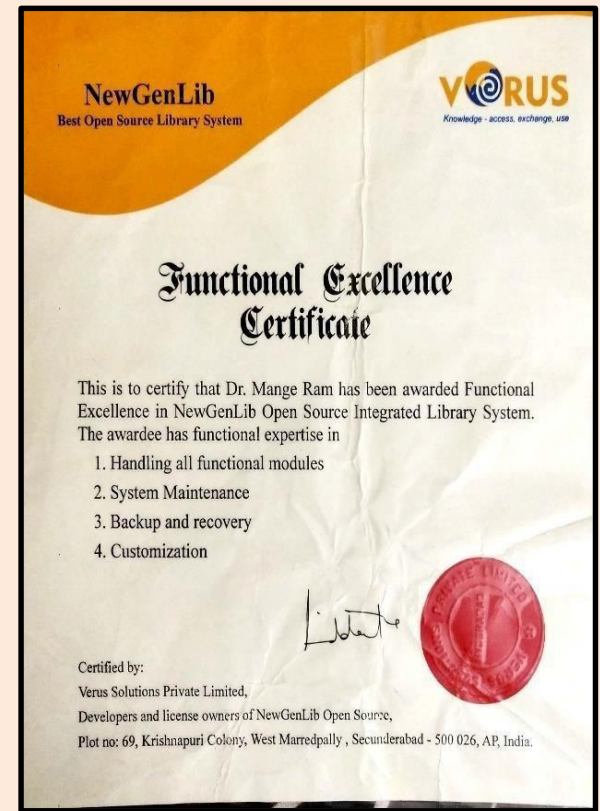 NewGenLib
Best Open Source Library System
VERUS
Knowledge - access, exchange, use
Functional Excellence
Certificate
This is to certify that Dr. Mange Ram has been awarded Functional
Excellence in NewGenLib Open Source Integrated Library System.
The awardee has functional expertise in
1. Handling all functional modules
2. System Maintenance
3. Backup and recovery
4. Customization
PRIVATE LIMITED
Certified by:
Verus Solutions Private Limited,
Developers and license owners of NewGenLib Open Source,
Plot no: 69, Krishnapuri Colony, West Marredpally , Secunderabad - 500 026, AP, India.